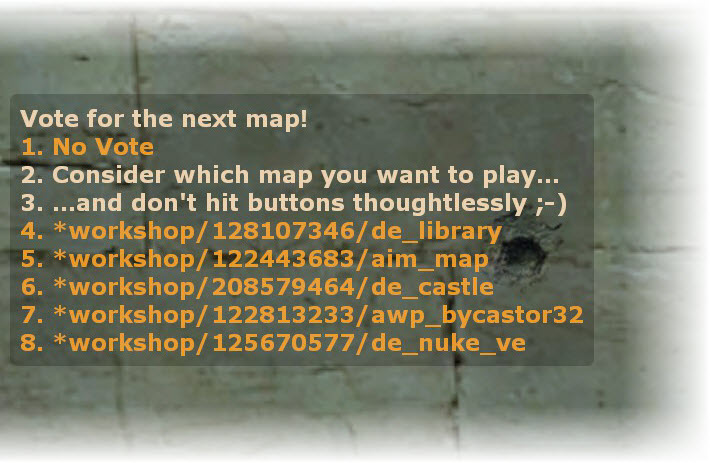 Vote for the next map!
1. No Vote
2. Consider which map you want to play...
3. ...and don't hit buttons thoughtlessly ;-)
4. *workshop/128107346/de_library
5. *workshop/122443683/aim_map
6. *workshop/208579464/de_castle
7. *workshop/122813233/awp_bycastor32
8. *workshop/125670577/de_nuke_ve